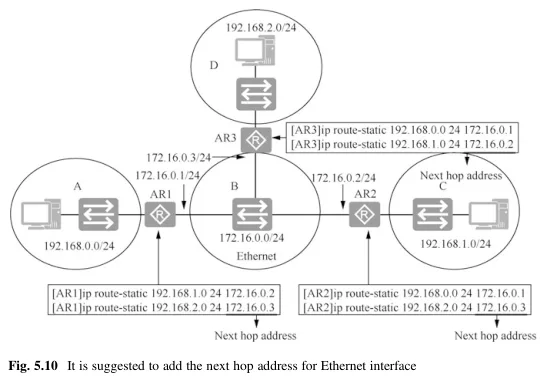 192.168.2.0/24
D
AR3
[AR3]ip route-static 192.168.0.0 24 172.16.0.1
[AR3]ip route-static 192.168.1.0 24 172.16.0.2
172.16.0.3/24
172.16.0.1/24
172.16.0.2/24
Next hop address
A
AR1
B
AR2
C
192.168.0.0/24
172.16.0.0/24
192.168.1.0/24
Ethernet
[AR1]ip route-static 192.168.1.0 24 172.16.0.2
[AR1]ip route-static 192.168.2.0 24 172.16.0.3
[AR2]ip route-static 192.168.0.0 24 172.16.0.1
[AR2]ip route-static 192.168.2.0 24 172.16.0.3
Next hop address
Next hop address
R
R
R
Fig. 5.10 It is suggested to add the next hop address for Ethernet interface